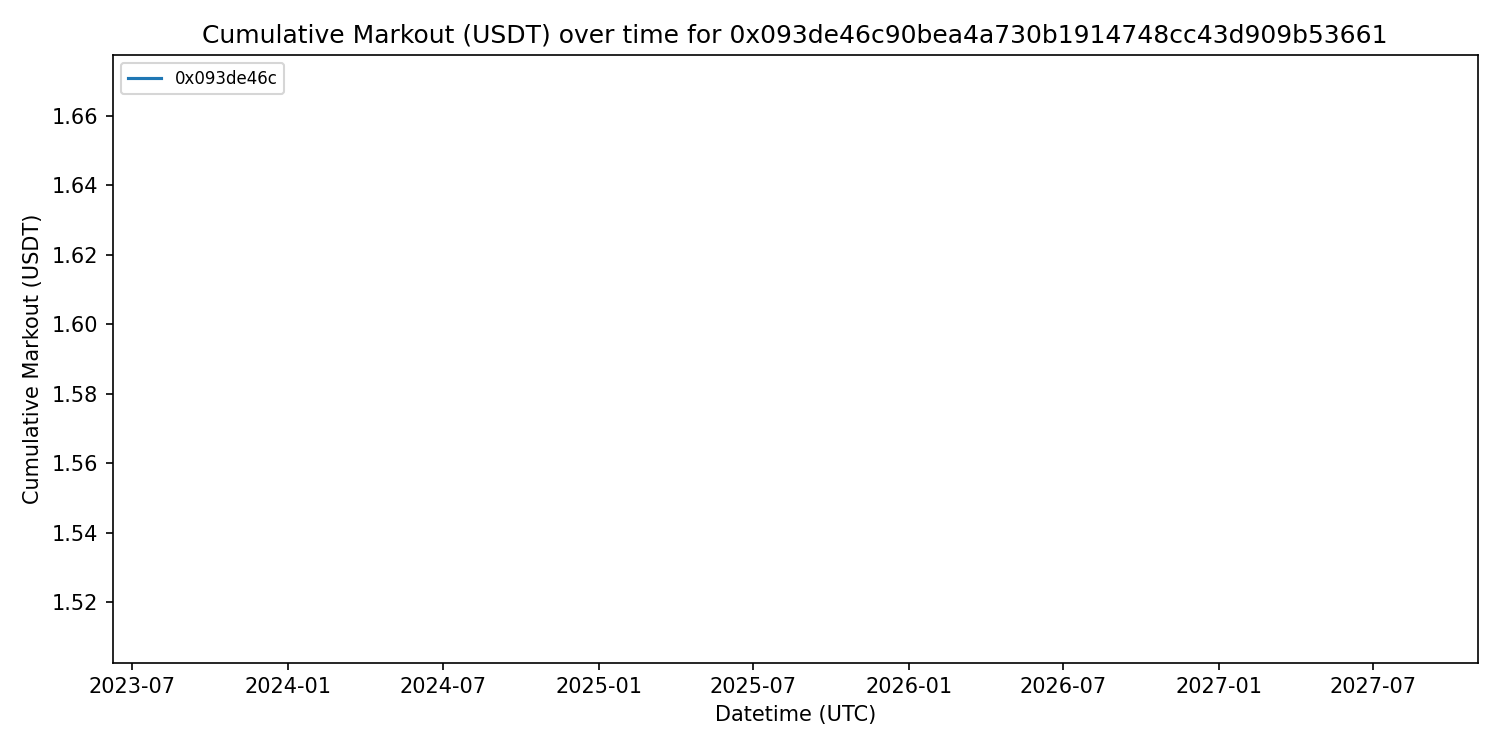 Cumulative Markout (USDT) over time for 0x093de46c90bea4a730b1914748cc43d909b53661
0x093de46c
Cumulative Markout (USDT)
1.66
1.64
1.62
1.60
1.58
1.56
1.54
1.52
2023-07 2024-01 2024-07 2025-01 2025-07 2026-01 2026-07 2027-01 2027-07
Datetime (UTC)